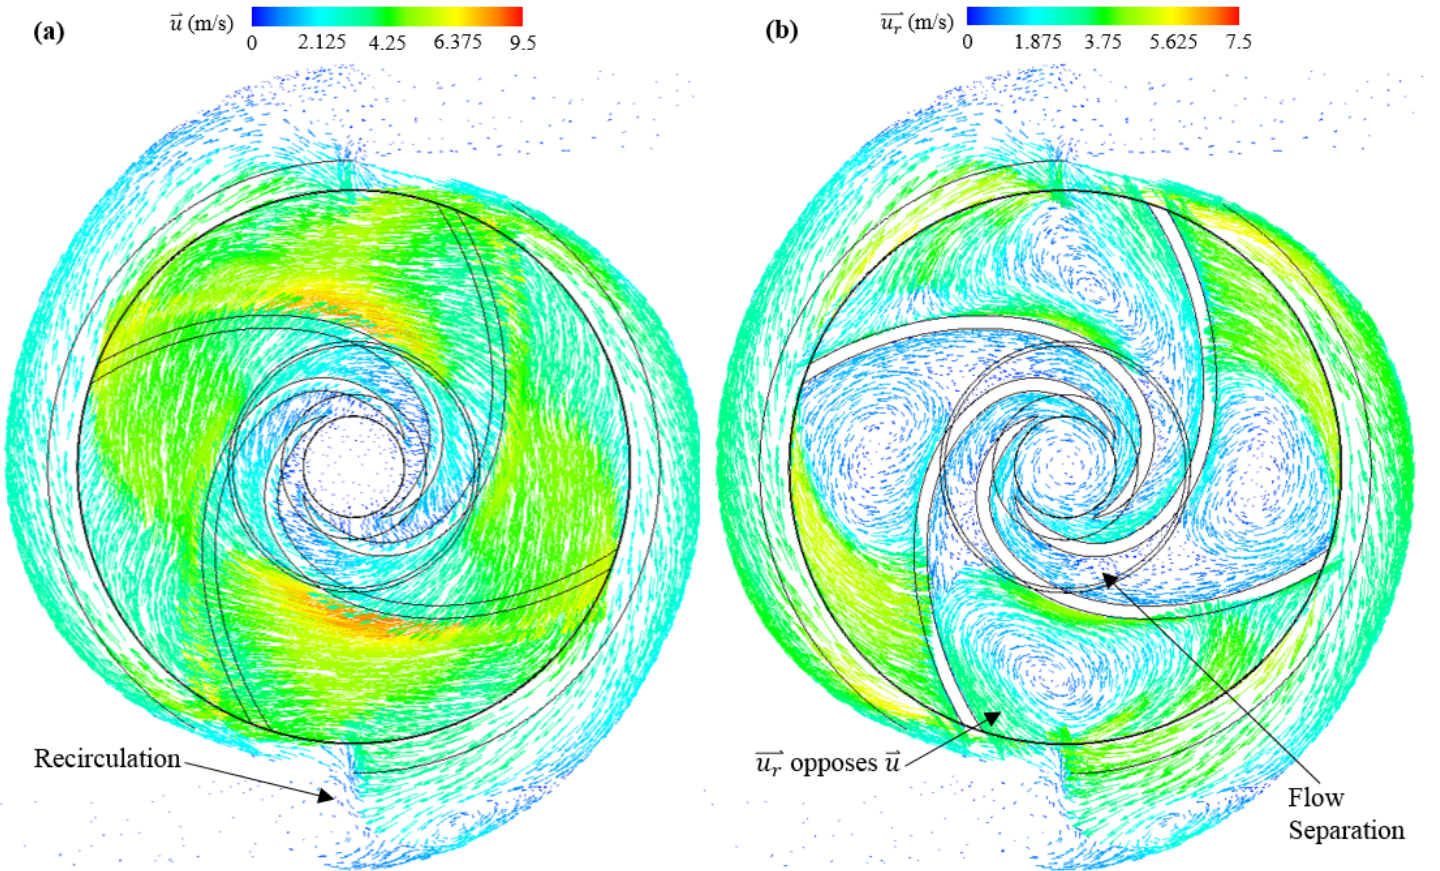 (a)
u⃗ (m/s)
0 2.125 4.25 6.375 9.5
(b)
u⃗ᵣ (m/s)
0 1.875 3.75 5.625 7.5
Recirculation
u⃗ᵣ opposes u⃗
Flow
Separation